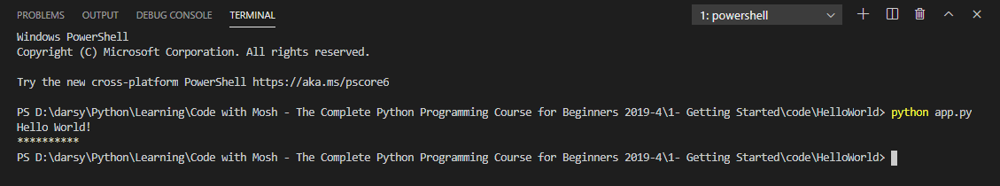 PROBLEMS OUTPUT DEBUG CONSOLE TERMINAL 1: powershell
Windows PowerShell
Copyright (C) Microsoft Corporation. All rights reserved.
Try the new cross-platform PowerShell https://aka.ms/pscore6
PS D:\darsy\Python\Learning\Code with Mosh - The Complete Python Programming Course for Beginners 2019-4\1- Getting Started\code\HelloWorld> python app.py
Hello World!
**********
PS D:\darsy\Python\Learning\Code with Mosh - The Complete Python Programming Course for Beginners 2019-4\1- Getting Started\code\HelloWorld>